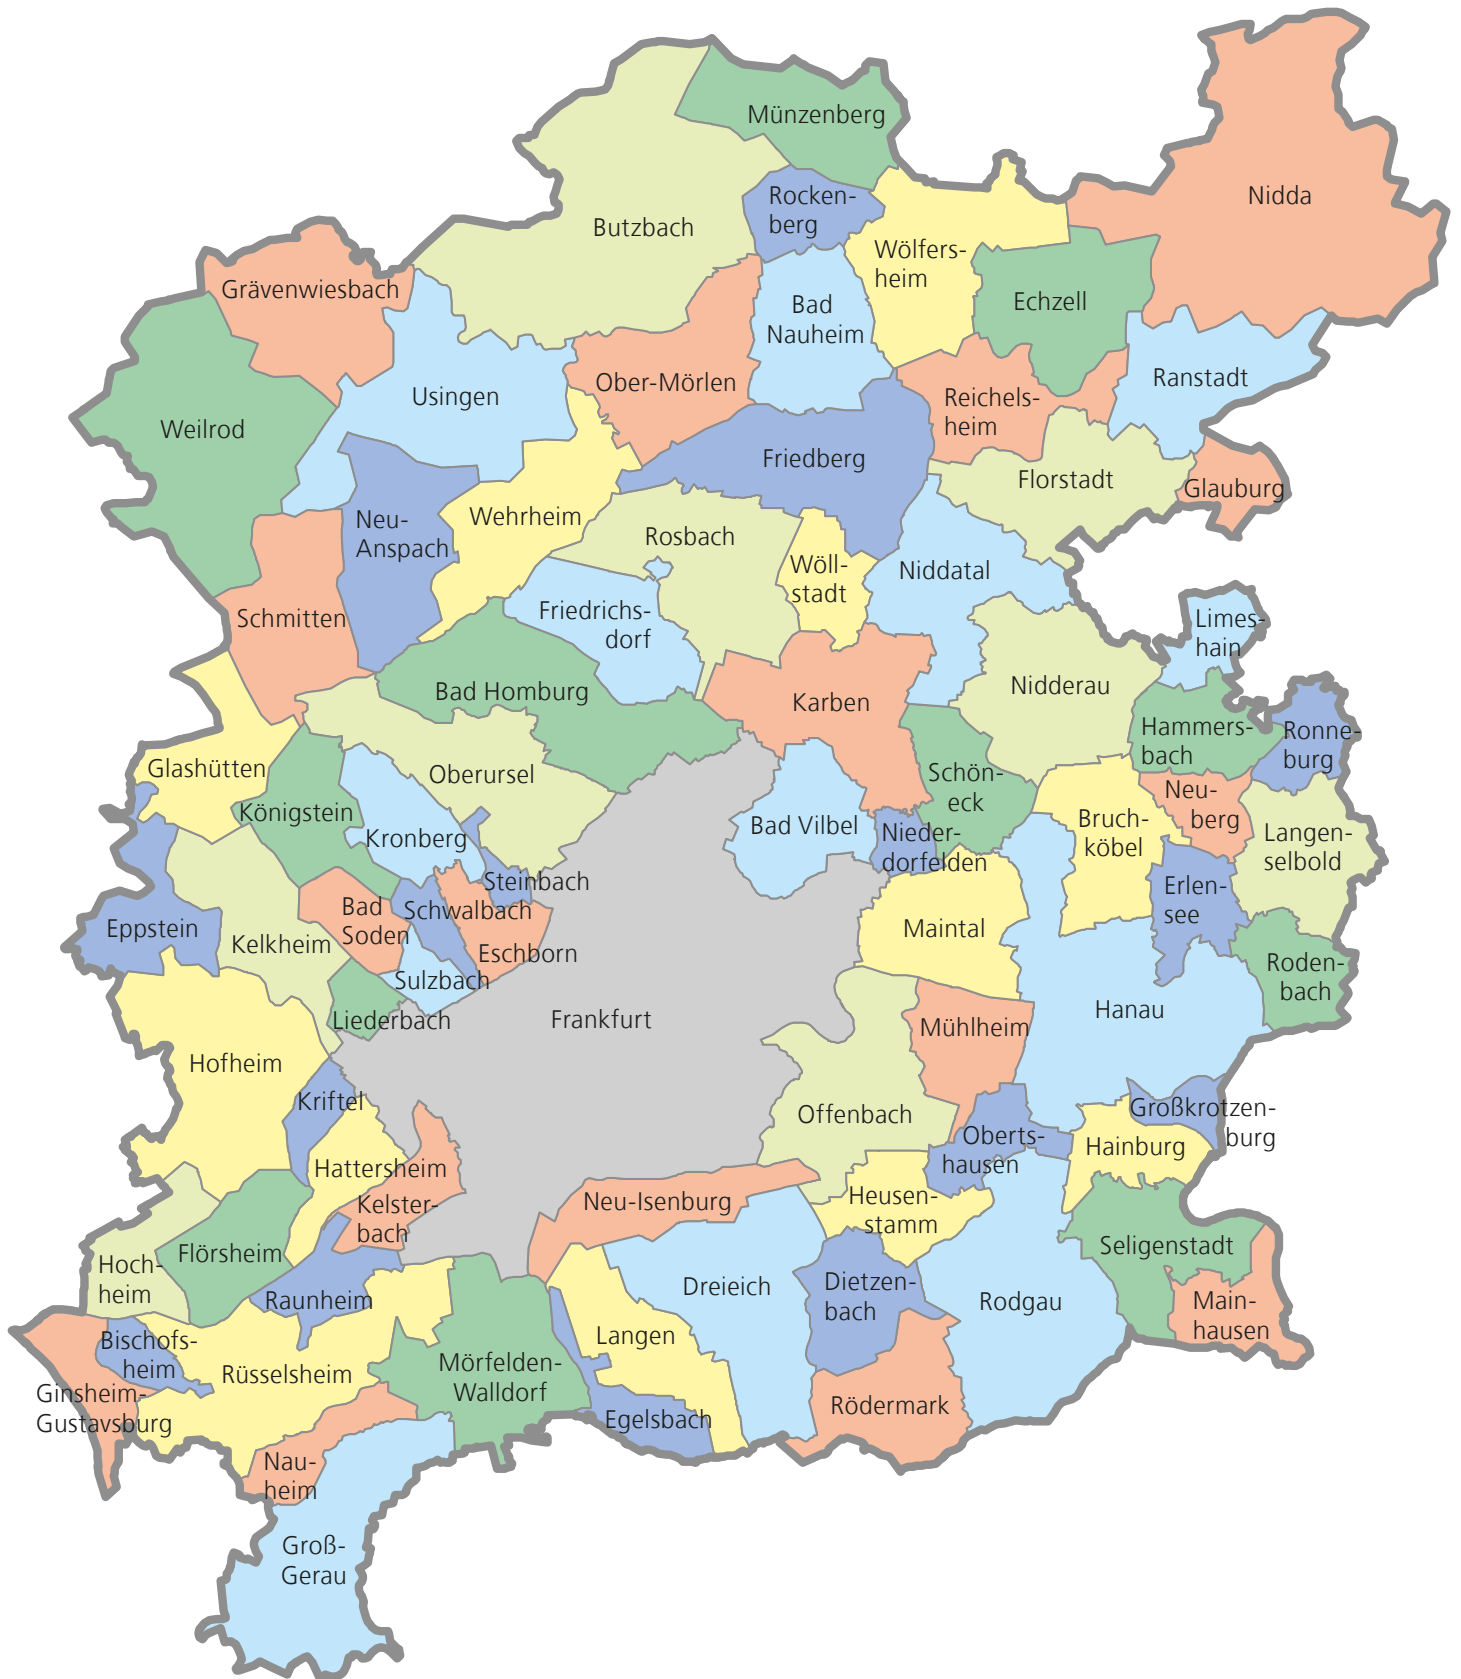 Münzenberg
Nidda
Rocken-
berg
Butzbach
Wölfers-
heim
Grävenwiesbach
Echzell
Bad
Nauheim
Ober-Mörlen
Ranstadt
Usingen
Reichels-
heim
Weilrod
Friedberg
Florstadt
Glauburg
Wehrheim
Neu-
Anspach
Rosbach
Wöll-
stadt
Niddatal
Friedrichs-
dorf
Schmitten
Limes-
hain
Bad Homburg
Nidderau
Karben
Hammers-
bach
Ronne-
burg
Glashütten
Oberursel
Schön-
eck
Königstein
Neu-
berg
Kronberg
Bad Vilbel
Bruch-
köbel
Nieder-
dorfelden
Langen-
selbold
Steinbach
Erlen-
see
Schwalbach
Bad
Soden
Eppstein
Kelkheim
Eschborn
Maintal
Sulzbach
Roden-
bach
Liederbach
Frankfurt
Mühlheim
Hanau
Hofheim
Kriftel
Offenbach
Großkrotzen-
burg
Oberts-
hausen
Hainburg
Hattersheim
Kelster-
bach
Neu-Isenburg
Heusen-
stamm
Flörsheim
Seligenstadt
Hoch-
heim
Raunheim
Dreieich
Dietzen-
bach
Rodgau
Main-
hausen
Bischofs-
heim
Langen
Rüsselsheim
Mörfelden-
Walldorf
Ginsheim-
Gustavsburg
Rödermark
Egelsbach
Nau-
heim
Groß-
Gerau